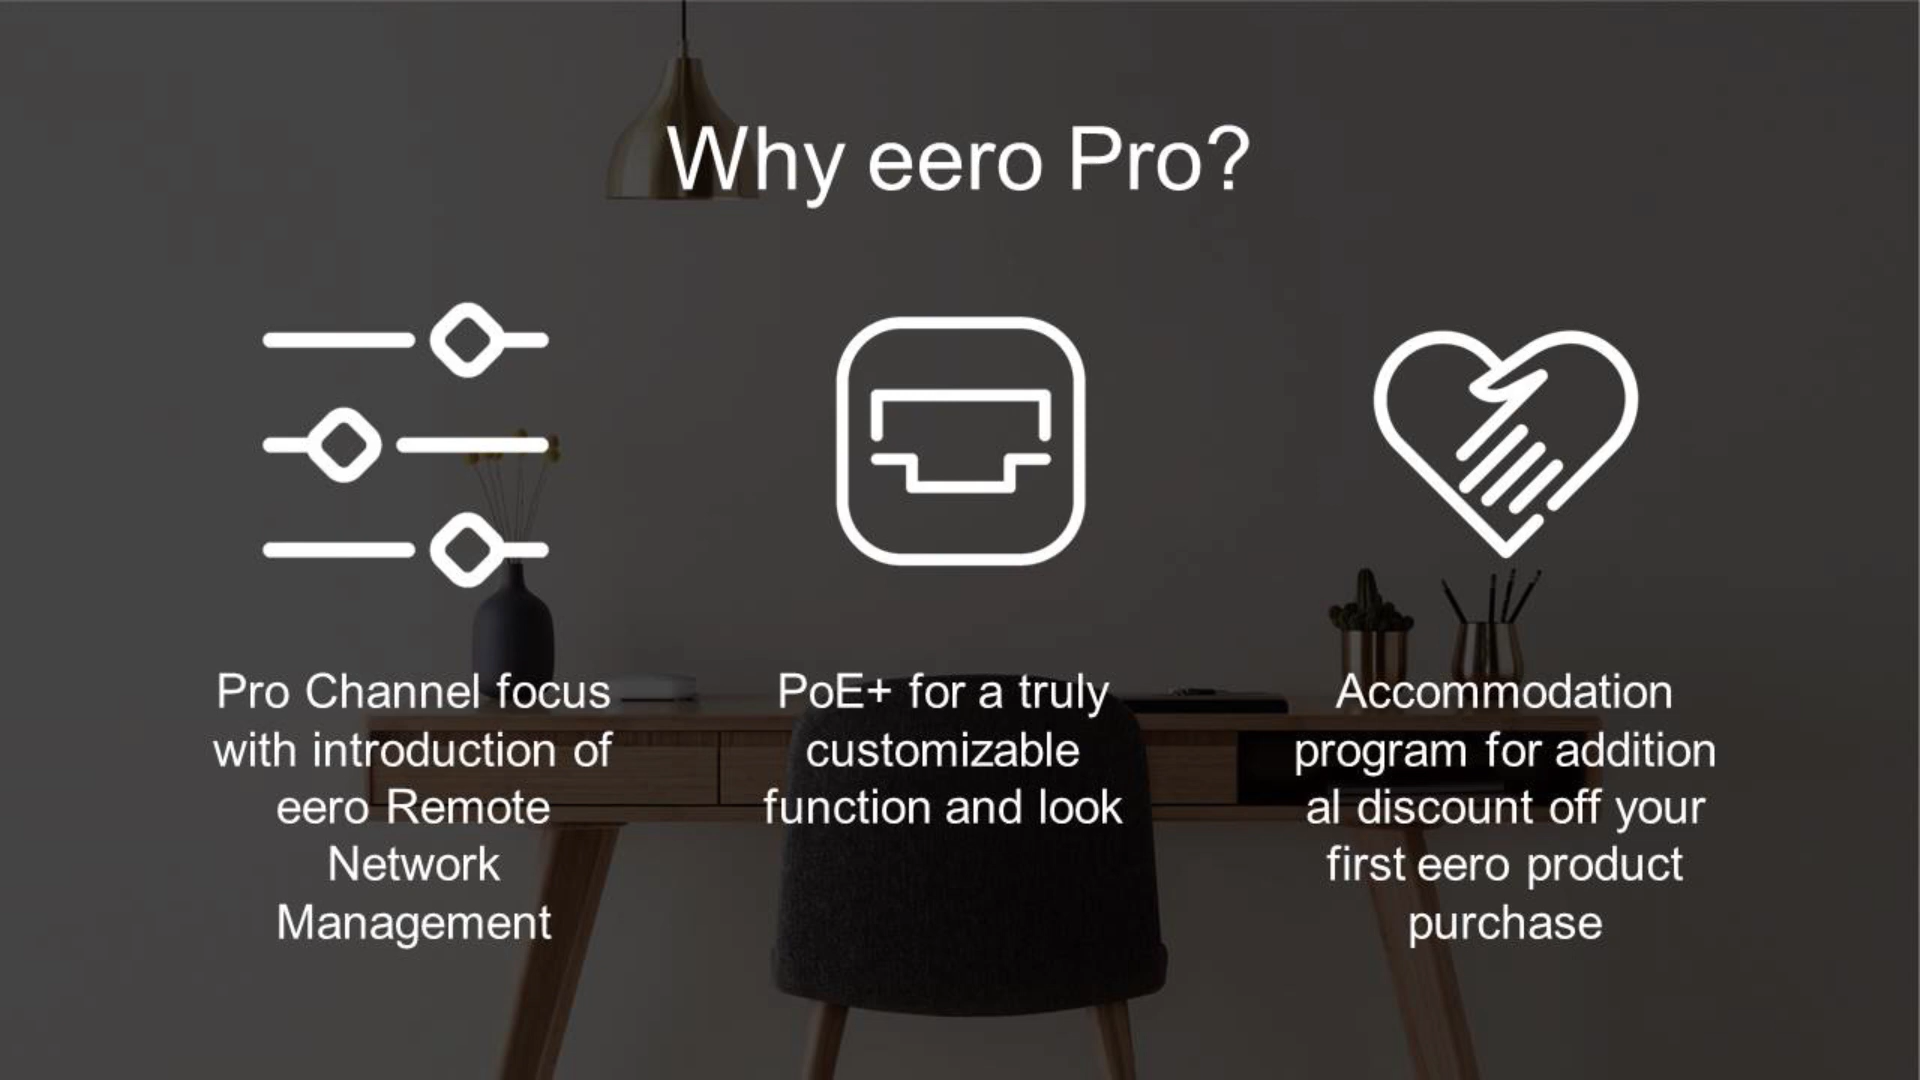 Why eero Pro?
Pro Channel focus
with introduction of
eero Remote
Network
Management
PoE+ for a truly
customizable
function and look
Accommodation
program for addition
al discount off your
first eero product
purchase